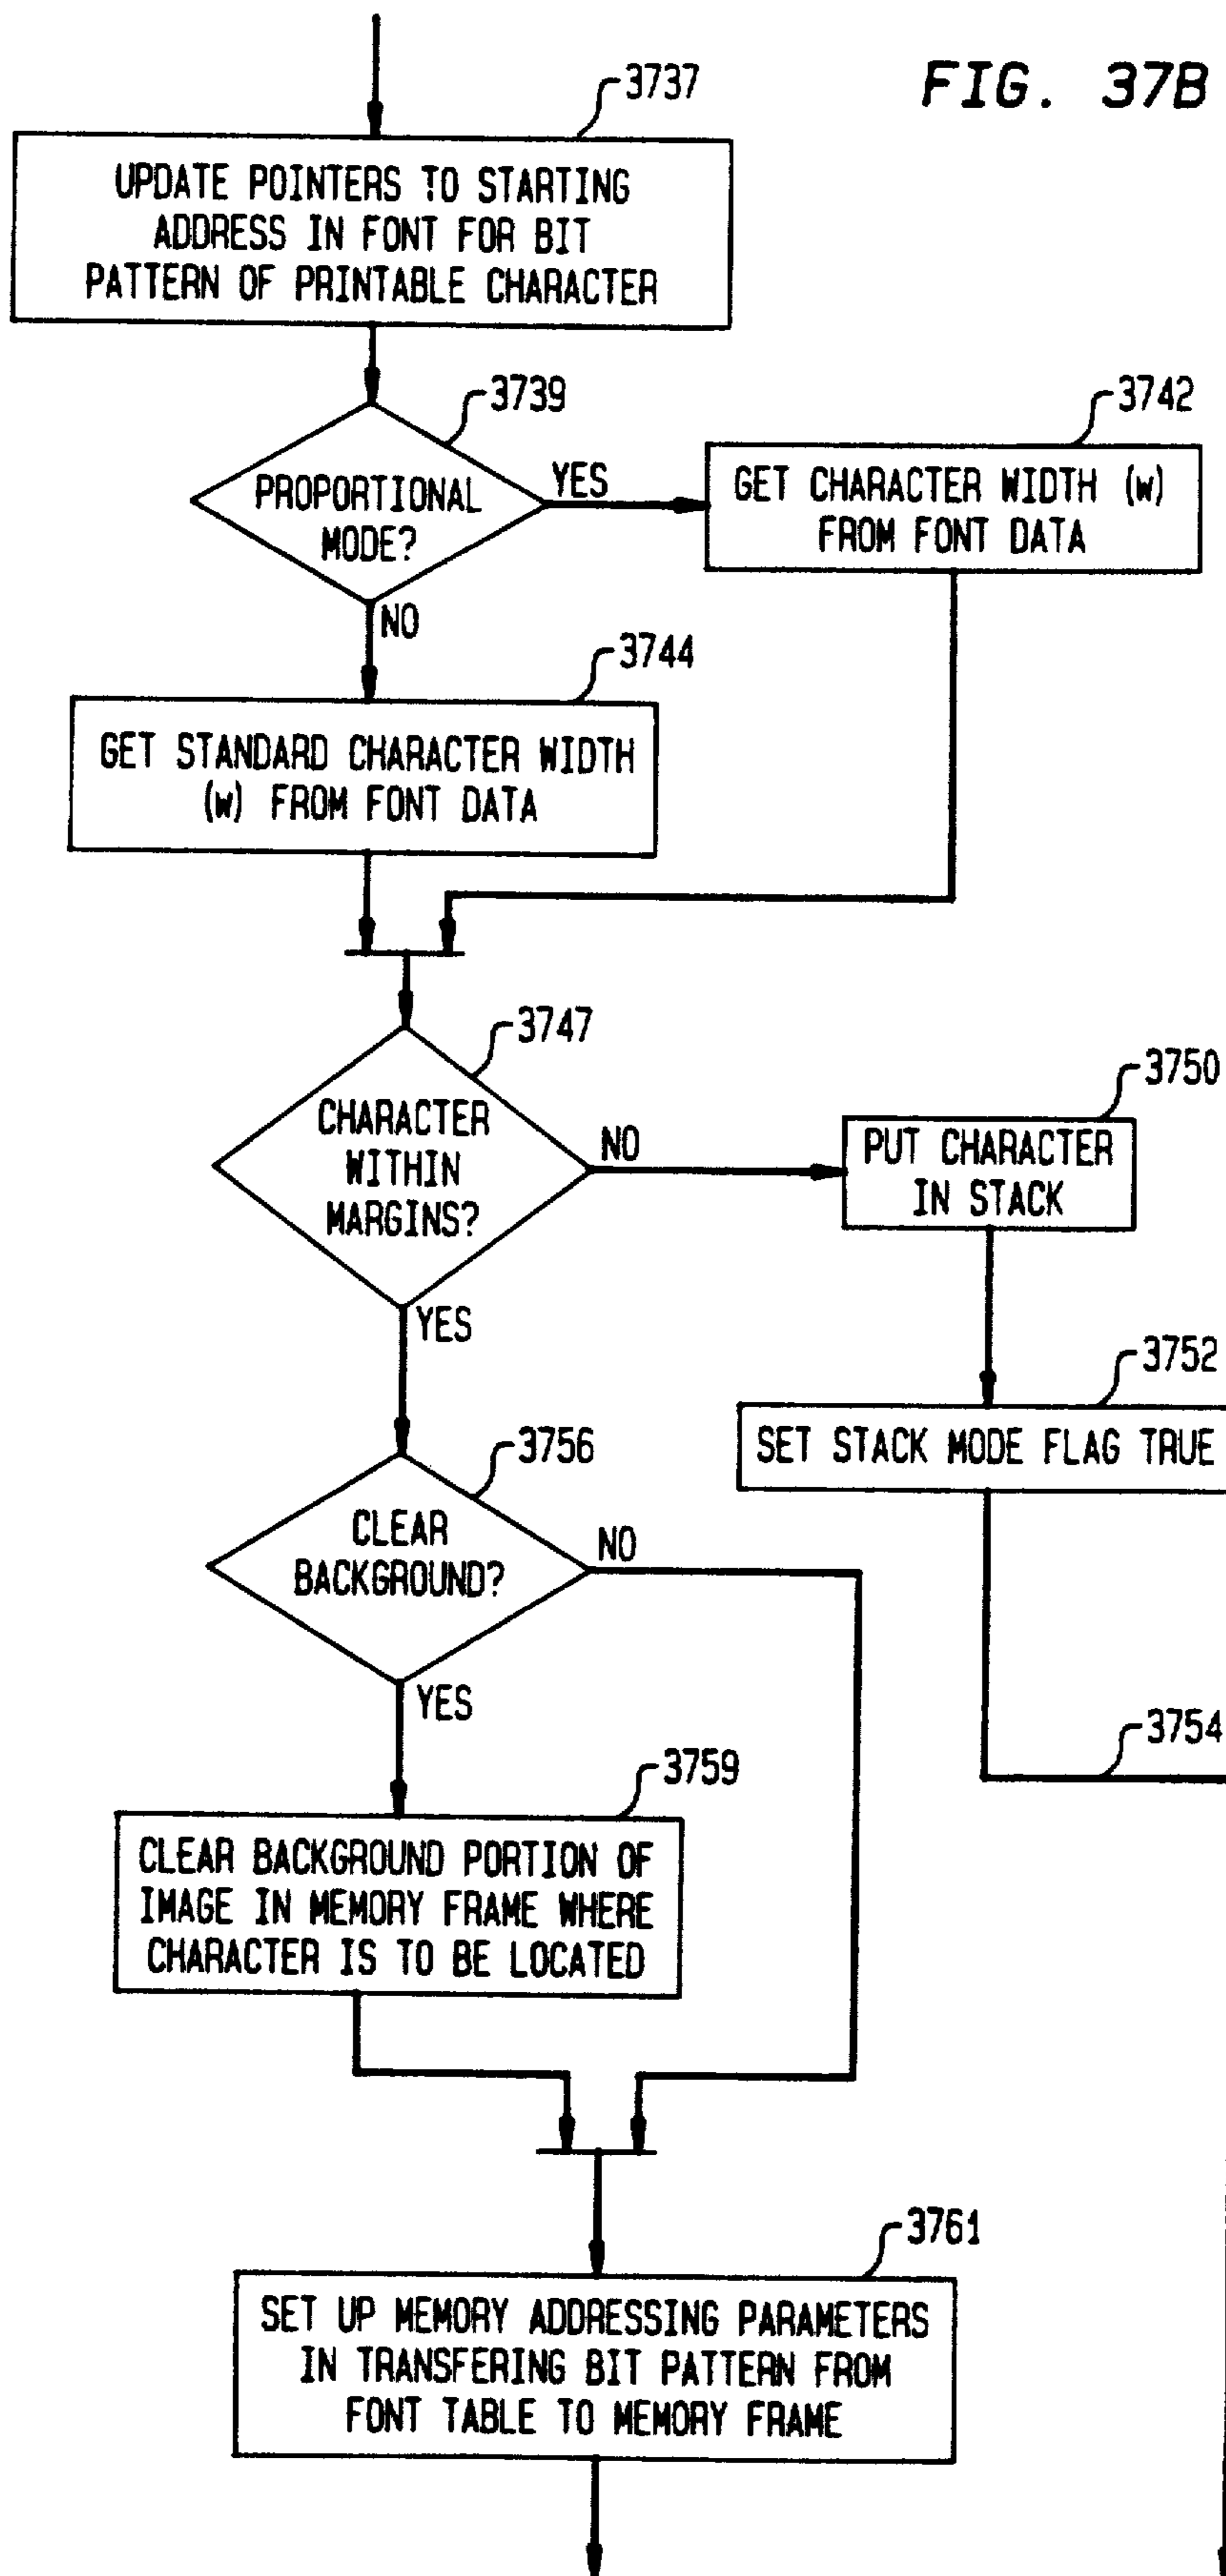 FIG. 37B
3737
UPDATE POINTERS TO STARTING
ADDRESS IN FONT FOR BIT
PATTERN OF PRINTABLE CHARACTER
3739
PROPORTIONAL
MODE?
YES
NO
3742
GET CHARACTER WIDTH (w)
FROM FONT DATA
3744
GET STANDARD CHARACTER WIDTH
(w) FROM FONT DATA
3747
CHARACTER
WITHIN
MARGINS?
NO
YES
3750
PUT CHARACTER
IN STACK
3752
SET STACK MODE FLAG TRUE
3754
3756
CLEAR
BACKGROUND?
NO
YES
3759
CLEAR BACKGROUND PORTION OF
IMAGE IN MEMORY FRAME WHERE
CHARACTER IS TO BE LOCATED
3761
SET UP MEMORY ADDRESSING PARAMETERS
IN TRANSFERING BIT PATTERN FROM
FONT TABLE TO MEMORY FRAME